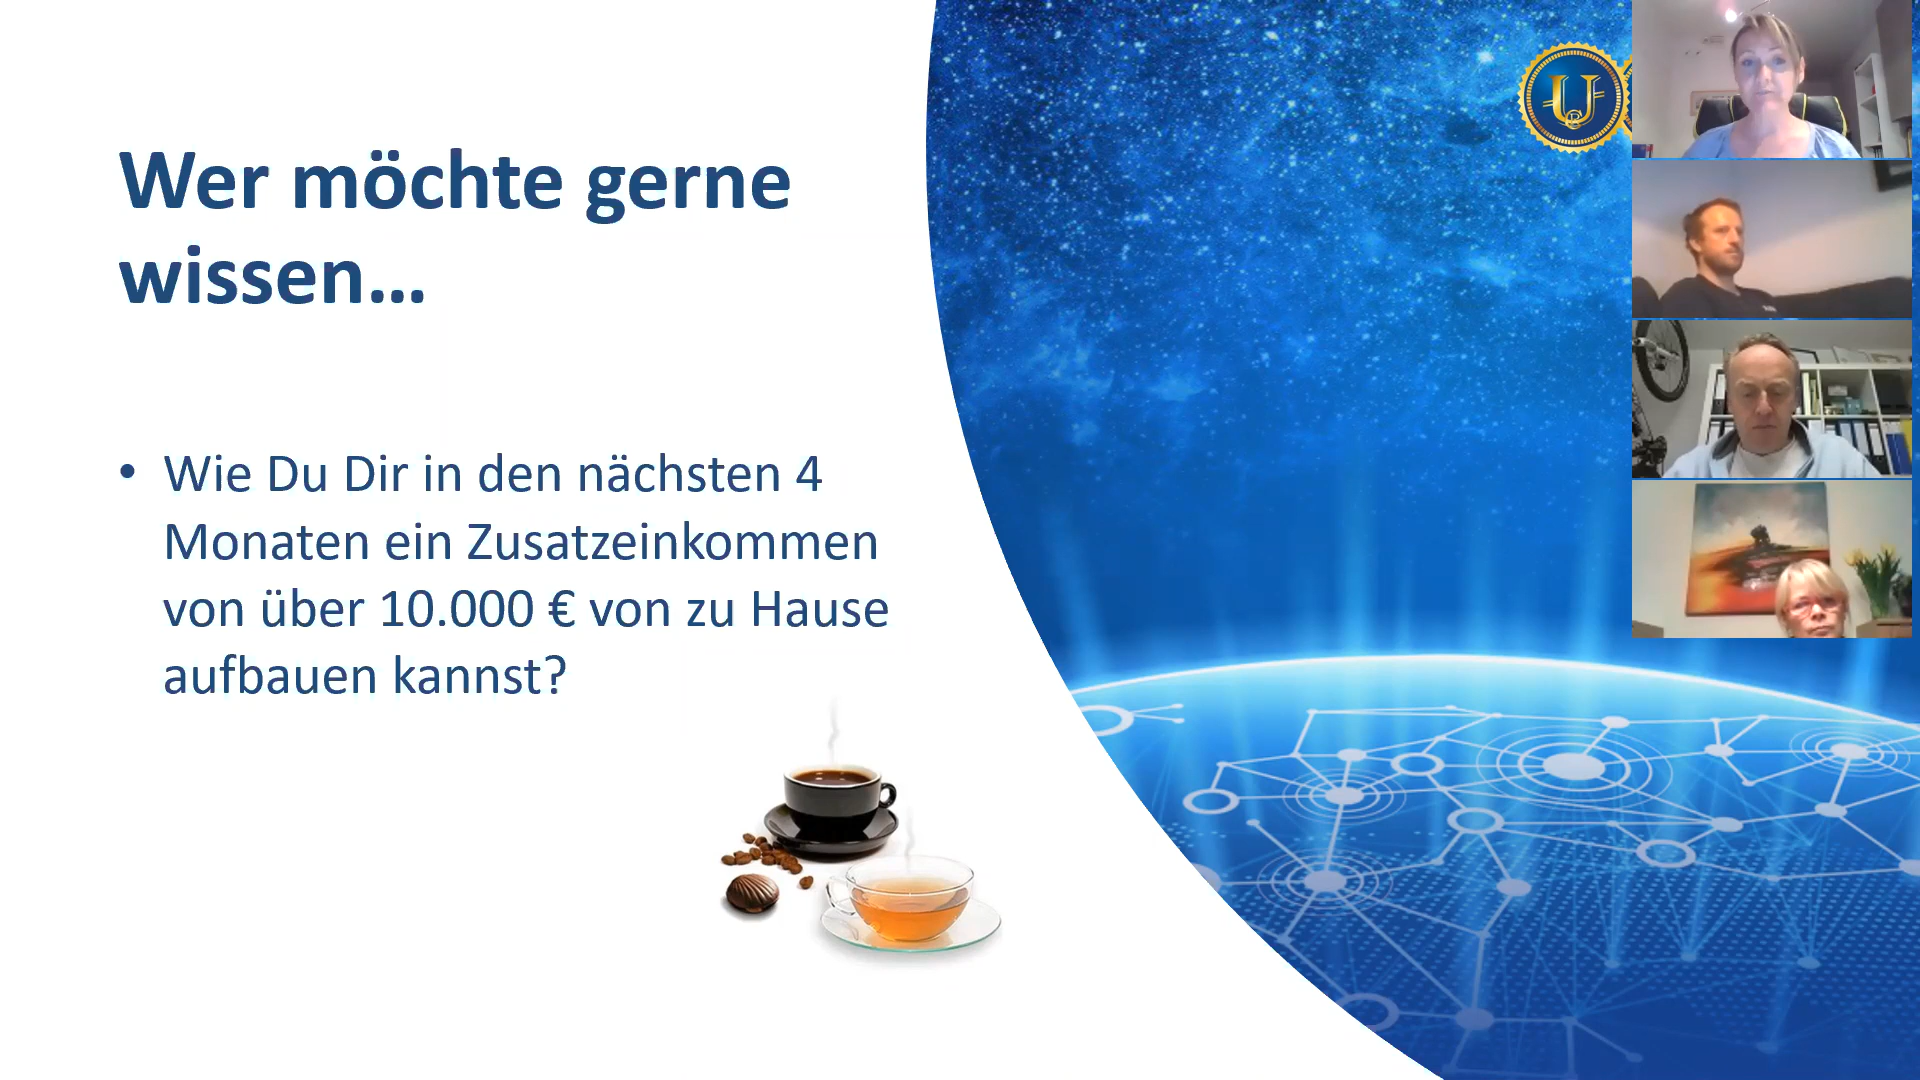 Wer möchte gerne
wissen...
• Wie Du Dir in den nächsten 4
Monaten ein Zusatzeinkommen
von über 10.000 € von zu Hause
aufbauen kannst?